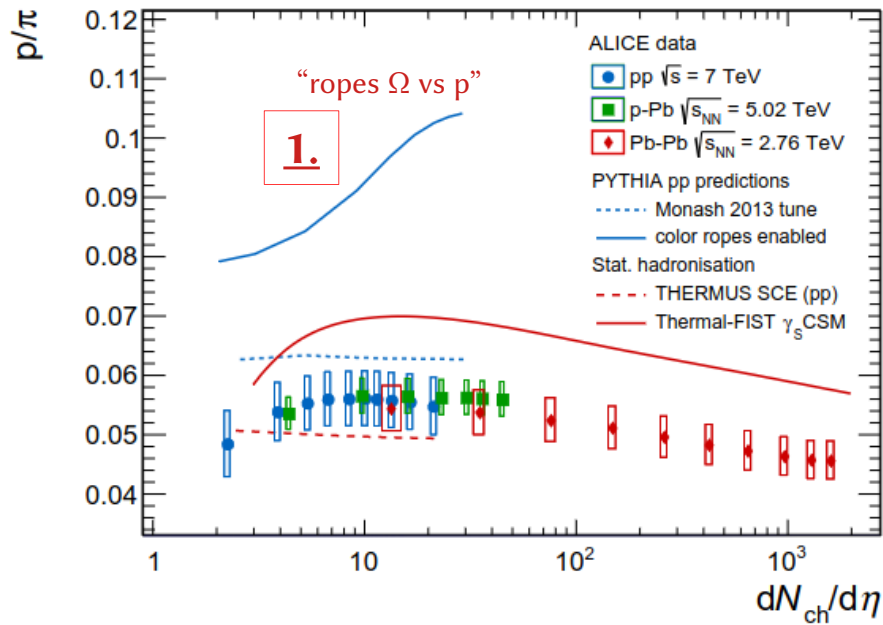 p/π
0.12
0.11
0.1
0.09
0.08
0.07
0.06
0.05
0.04
“ropes Ω vs p”
1.
ALICE data
pp √s = 7 TeV
p-Pb √sNN = 5.02 TeV
Pb-Pb √sNN = 2.76 TeV
PYTHIA pp predictions
Monash 2013 tune
color ropes enabled
Stat. hadronisation
THERMUS SCE (pp)
Thermal-FIST γSCSM
1
10
10²
10³
dNch/dη